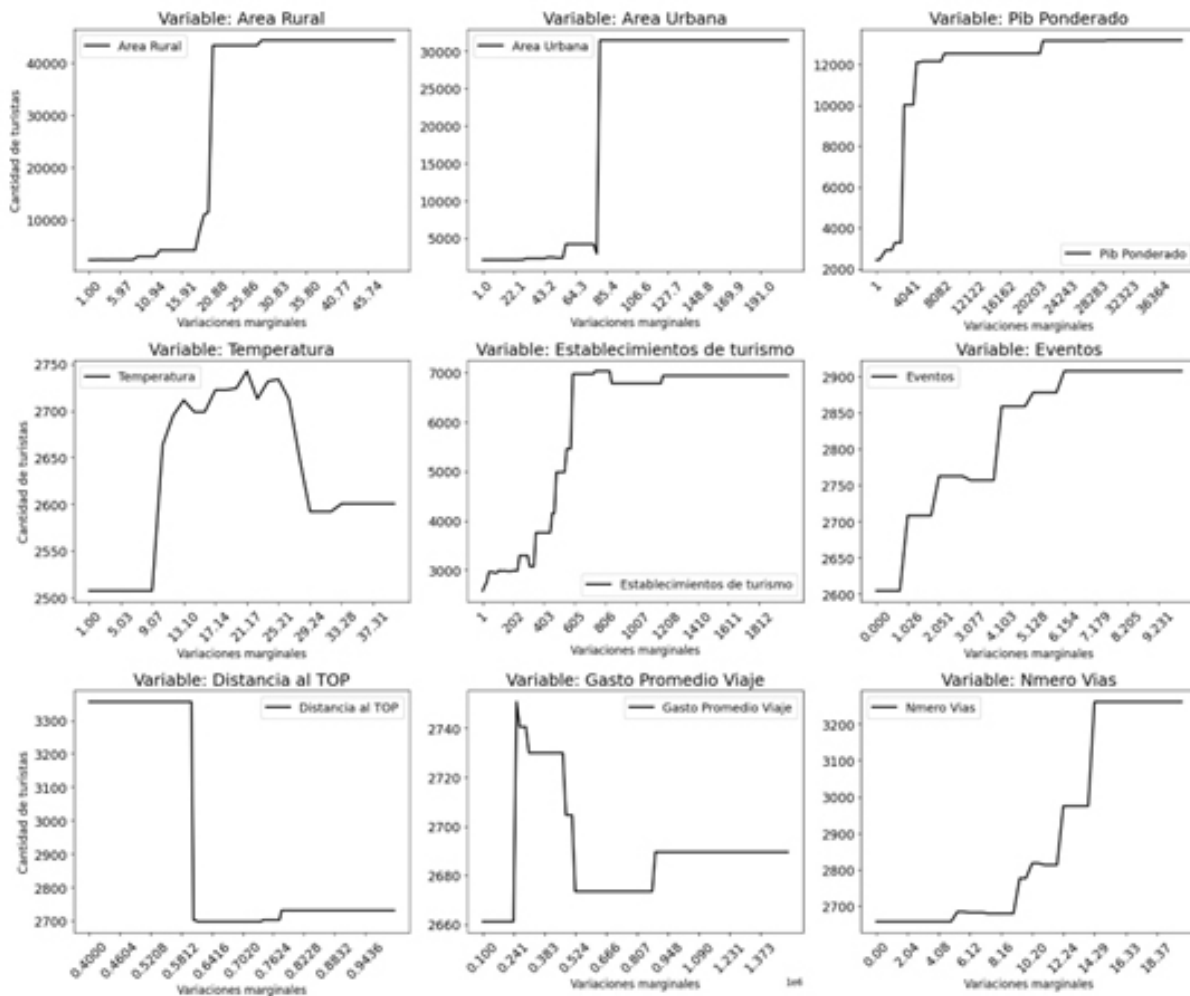 Variable: Area Rural
Area Rural
Cantidad de turistas
40000
30000
20000
10000
1.00 5.97 10.94 15.91 20.88 25.86 30.83 35.80 40.77 45.74
Variaciones marginales
Variable: Area Urbana
Area Urbana
30000
25000
20000
15000
10000
5000
1.0 22.1 43.2 64.3 85.4 106.6 127.7 148.8 169.9 191.0
Variaciones marginales
Variable: Pib Ponderado
12000
10000
8000
6000
4000
2000
Pib Ponderado
1 4041 8082 12122 16162 20203 24243 28283 32323 36364
Variaciones marginales
Variable: Temperatura
Temperatura
Cantidad de turistas
2750
2700
2650
2600
2550
2500
1.00 5.03 9.07 13.10 17.14 21.17 25.21 29.24 33.28 37.31
Variaciones marginales
Variable: Establecimientos de turismo
7000
6000
5000
4000
3000
Establecimientos de turismo
1 202 403 605 806 1007 1208 1410 1611 1812
Variaciones marginales
Variable: Eventos
Eventos
2900
2850
2800
2750
2700
2650
2600
0.000 1.026 2.051 3.077 4.103 5.128 6.154 7.179 8.205 9.231
Variaciones marginales
Variable: Distancia al TOP
Distancia al TOP
Cantidad de turistas
3300
3200
3100
3000
2900
2800
2700
0.4000 0.4604 0.5208 0.5812 0.6416 0.7020 0.7624 0.8228 0.8832 0.9436
Variaciones marginales
Variable: Gasto Promedio Viaje
Gasto Promedio Viaje
2740
2720
2700
2680
2660
0.100 0.241 0.383 0.524 0.666 0.807 0.948 1.090 1.231 1.373
1e6
Variaciones marginales
Variable: Nmero Vias
Nmero Vias
3200
3100
3000
2900
2800
2700
0.00 2.04 4.08 6.12 8.16 10.20 12.24 14.29 16.33 18.37
Variaciones marginales